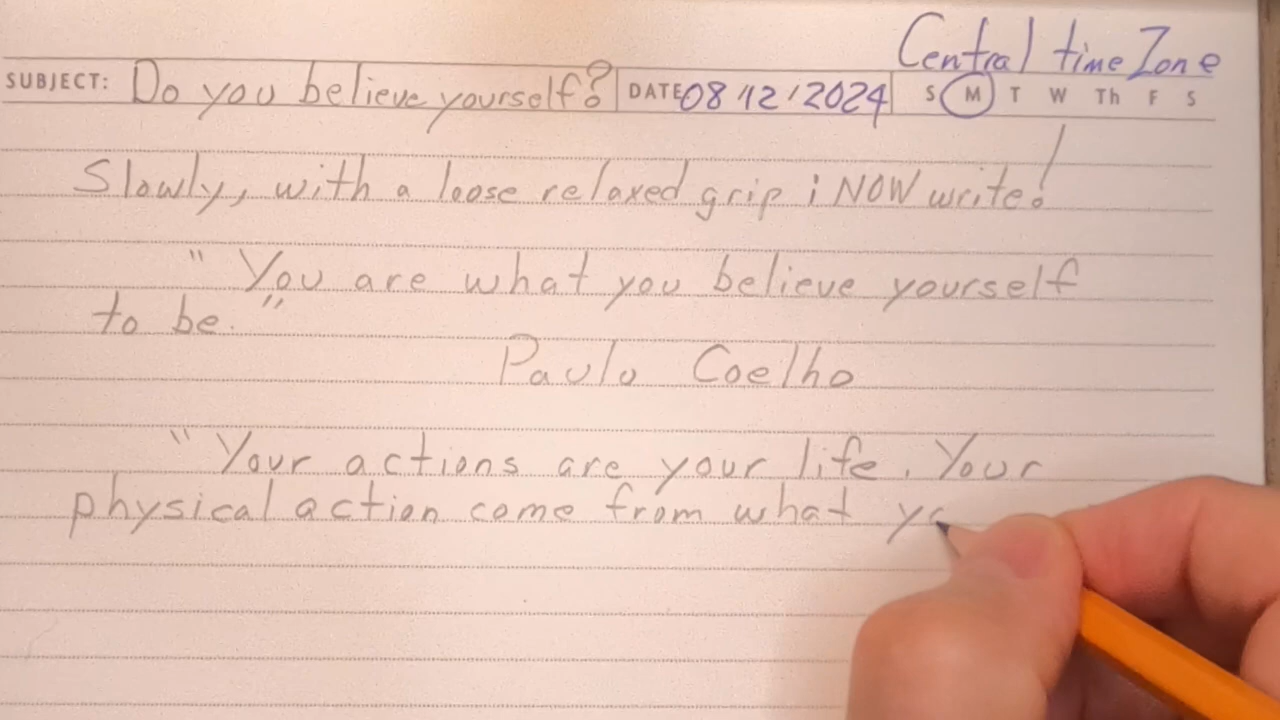 Central time Zone
SUBJECT: Do you believe yourself? DATE 08/12/2024 S M T W Th F S
Slowly, with a loose relaxed grip i NOW write!
" You are what you believe yourself
to be. "
Paulo Coelho
" Your actions are your life. Your
physical action come from what yo